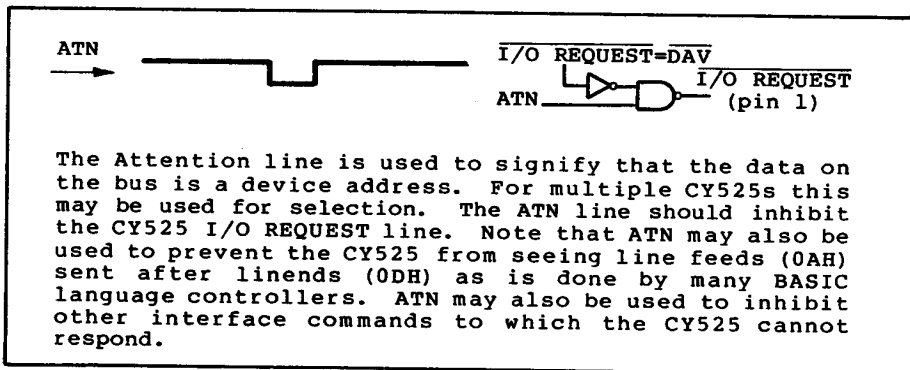 ATN
I/O REQUEST=DAV
I/O REQUEST
ATN
(pin 1)
The Attention line is used to signify that the data on
the bus is a device address. For multiple CY525s this
may be used for selection. The ATN line should inhibit
the CY525 I/O REQUEST line. Note that ATN may also be
used to prevent the CY525 from seeing line feeds (0AH)
sent after linends (0DH) as is done by many BASIC
language controllers. ATN may also be used to inhibit
other interface commands to which the CY525 cannot
respond.